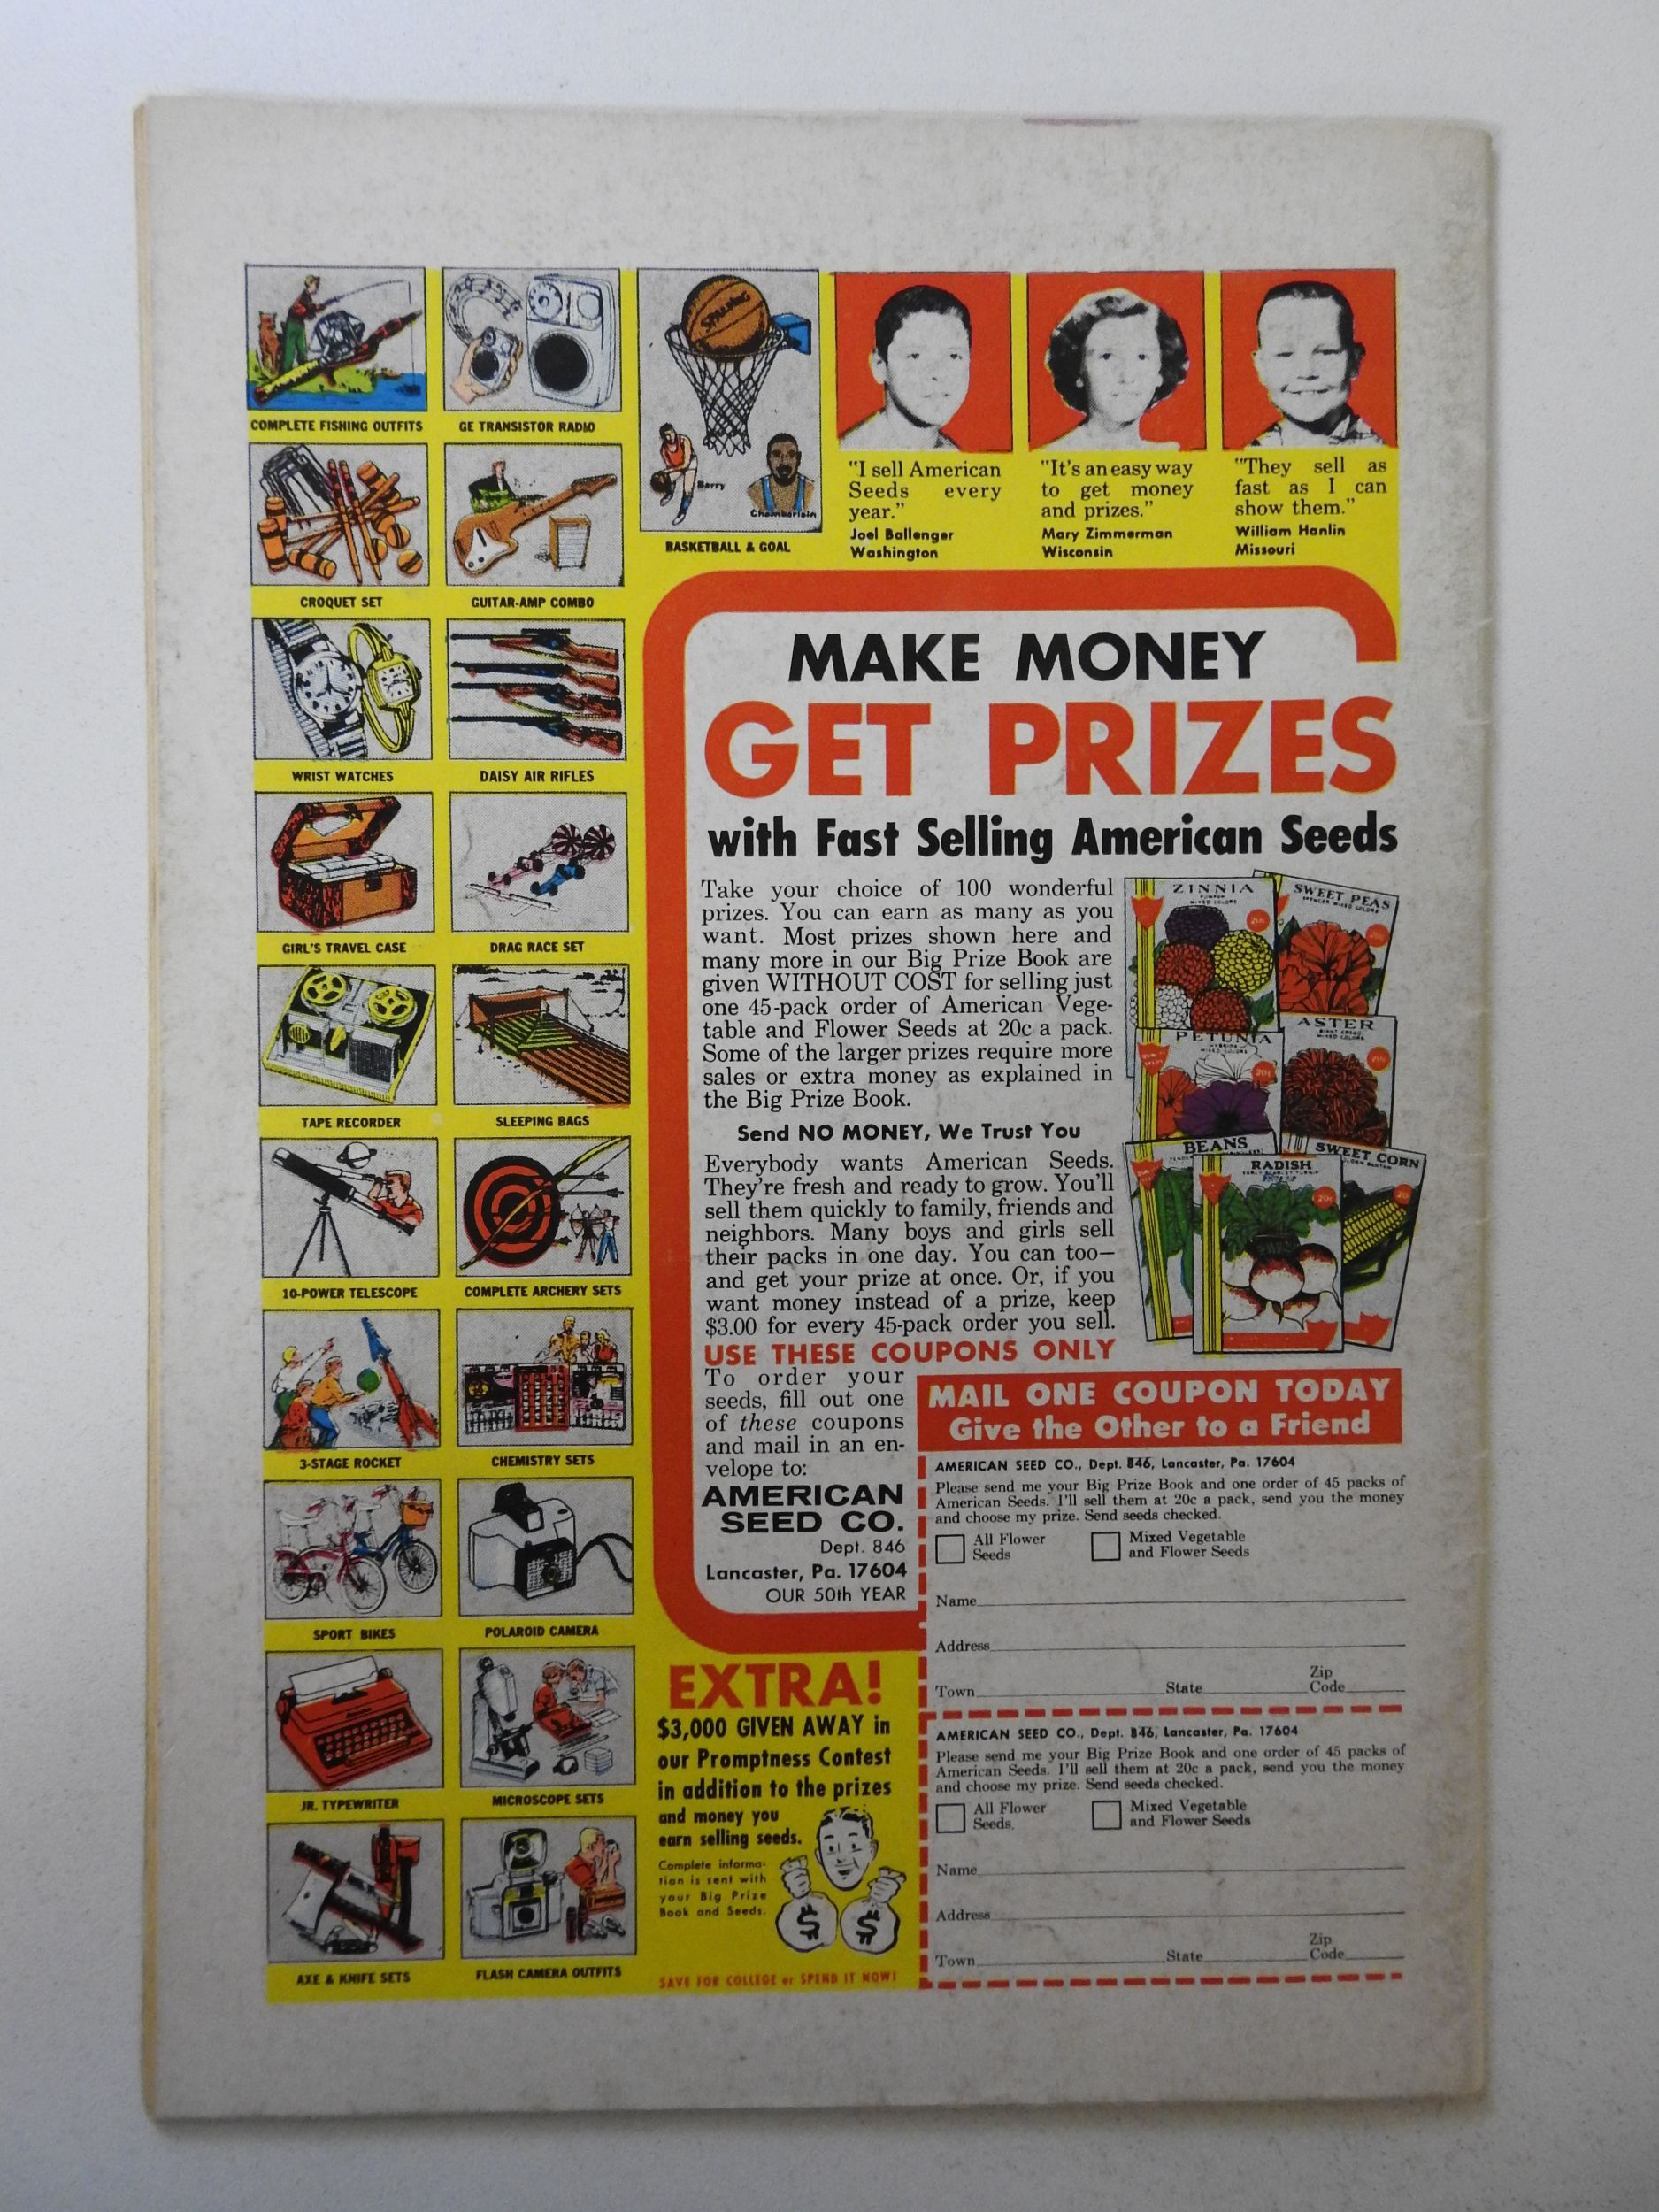 COMPLETE FISHING OUTFITS
GE TRANSISTOR RADIO
CROQUET SET
GUITAR-AMP COMBO
WRIST WATCHES
DAISY AIR RIFLES
GIRL'S TRAVEL CASE
DRAG RACE SET
TAPE RECORDER
SLEEPING BAGS
10-POWER TELESCOPE
COMPLETE ARCHERY SETS
3-STAGE ROCKET
CHEMISTRY SETS
SPORT BIKES
POLAROID CAMERA
JR. TYPEWRITER
MICROSCOPE SETS
AXE & KNIFE SETS
FLASH CAMERA OUTFITS
SPALDING
Barry
Chamberlain
BASKETBALL & GOAL
"I sell American
Seeds every
year."
Joel Ballenger
Washington
"It's an easy way
to get money
and prizes."
Mary Zimmerman
Wisconsin
"They sell as
fast as I can
show them."
William Hanlin
Missouri
MAKE MONEY
GET PRIZES
with Fast Selling American Seeds
Take your choice of 100 wonderful
prizes. You can earn as many as you
want. Most prizes shown here and
many more in our Big Prize Book are
given WITHOUT COST for selling just
one 45-pack order of American Vege-
table and Flower Seeds at 20c a pack.
Some of the larger prizes require more
sales or extra money as explained in
the Big Prize Book.
Send NO MONEY, We Trust You
Everybody wants American Seeds.
They're fresh and ready to grow. You'll
sell them quickly to family, friends and
neighbors. Many boys and girls sell
their packs in one day. You can too—
and get your prize at once. Or, if you
want money instead of a prize, keep
$3.00 for every 45-pack order you sell.
USE THESE COUPONS ONLY
To order your
seeds, fill out one
of these coupons
and mail in an en-
velope to:
AMERICAN
SEED CO.
Dept. 846
Lancaster, Pa. 17604
OUR 50th YEAR
ZINNIA
MIXED COLORS
SWEET PEAS
SPENCER MIXED COLORS
PETUNIA
MIXED COLORS
20c
ASTER
MIXED COLORS
BEANS
RADISH
20c
SWEET CORN
20c
MAIL ONE COUPON TODAY
Give the Other to a Friend
AMERICAN SEED CO., Dept. 846, Lancaster, Pa. 17604
Please send me your Big Prize Book and one order of 45 packs of
American Seeds. I'll sell them at 20c a pack, send you the money
and choose my prize. Send seeds checked.
All Flower
Seeds
Mixed Vegetable
and Flower Seeds
Name
Address
Town State Zip
Code
AMERICAN SEED CO., Dept. 846, Lancaster, Pa. 17604
Please send me your Big Prize Book and one order of 45 packs of
American Seeds. I'll sell them at 20c a pack, send you the money
and choose my prize. Send seeds checked.
All Flower
Seeds.
Mixed Vegetable
and Flower Seeds
Name
Address
Town State Zip
Code
EXTRA!
$3,000 GIVEN AWAY in
our Promptness Contest
in addition to the prizes
and money you
earn selling seeds.
Complete informa-
tion is sent with
your Big Prize
Book and Seeds.
$ $
SAVE FOR COLLEGE or SPEND IT NOW!